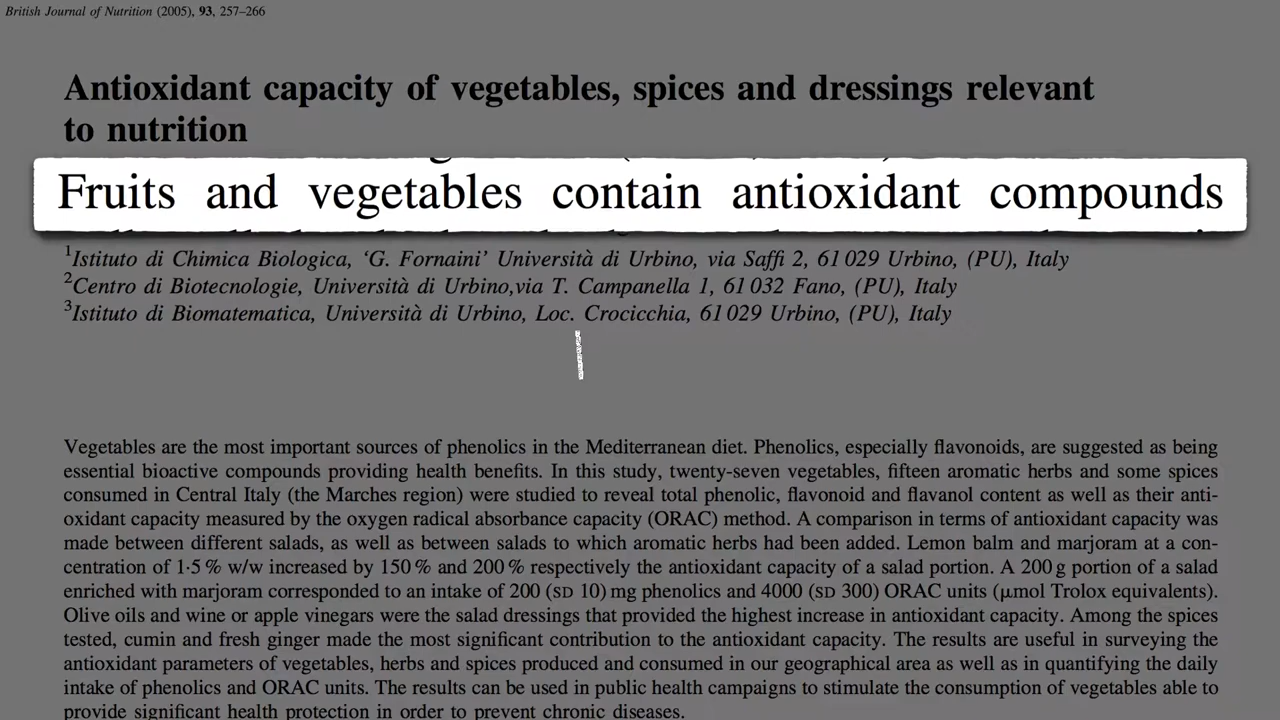 British Journal of Nutrition (2005), 93, 257–266
Antioxidant capacity of vegetables, spices and dressings relevant
to nutrition
Fruits and vegetables contain antioxidant compounds
1Istituto di Chimica Biologica, ‘G. Fornaini’ Università di Urbino, via Saffi 2, 61 029 Urbino, (PU), Italy
2Centro di Biotecnologie, Università di Urbino,via T. Campanella 1, 61 032 Fano, (PU), Italy
3Istituto di Biomatematica, Università di Urbino, Loc. Crocicchia, 61 029 Urbino, (PU), Italy
Vegetables are the most important sources of phenolics in the Mediterranean diet. Phenolics, especially flavonoids, are suggested as being
essential bioactive compounds providing health benefits. In this study, twenty-seven vegetables, fifteen aromatic herbs and some spices
consumed in Central Italy (the Marches region) were studied to reveal total phenolic, flavonoid and flavanol content as well as their anti-
oxidant capacity measured by the oxygen radical absorbance capacity (ORAC) method. A comparison in terms of antioxidant capacity was
made between different salads, as well as between salads to which aromatic herbs had been added. Lemon balm and marjoram at a con-
centration of 1·5 % w/w increased by 150 % and 200 % respectively the antioxidant capacity of a salad portion. A 200 g portion of a salad
enriched with marjoram corresponded to an intake of 200 (SD 10) mg phenolics and 4000 (SD 300) ORAC units (μmol Trolox equivalents).
Olive oils and wine or apple vinegars were the salad dressings that provided the highest increase in antioxidant capacity. Among the spices
tested, cumin and fresh ginger made the most significant contribution to the antioxidant capacity. The results are useful in surveying the
antioxidant parameters of vegetables, herbs and spices produced and consumed in our geographical area as well as in quantifying the daily
intake of phenolics and ORAC units. The results can be used in public health campaigns to stimulate the consumption of vegetables able to
provide significant health protection in order to prevent chronic diseases.